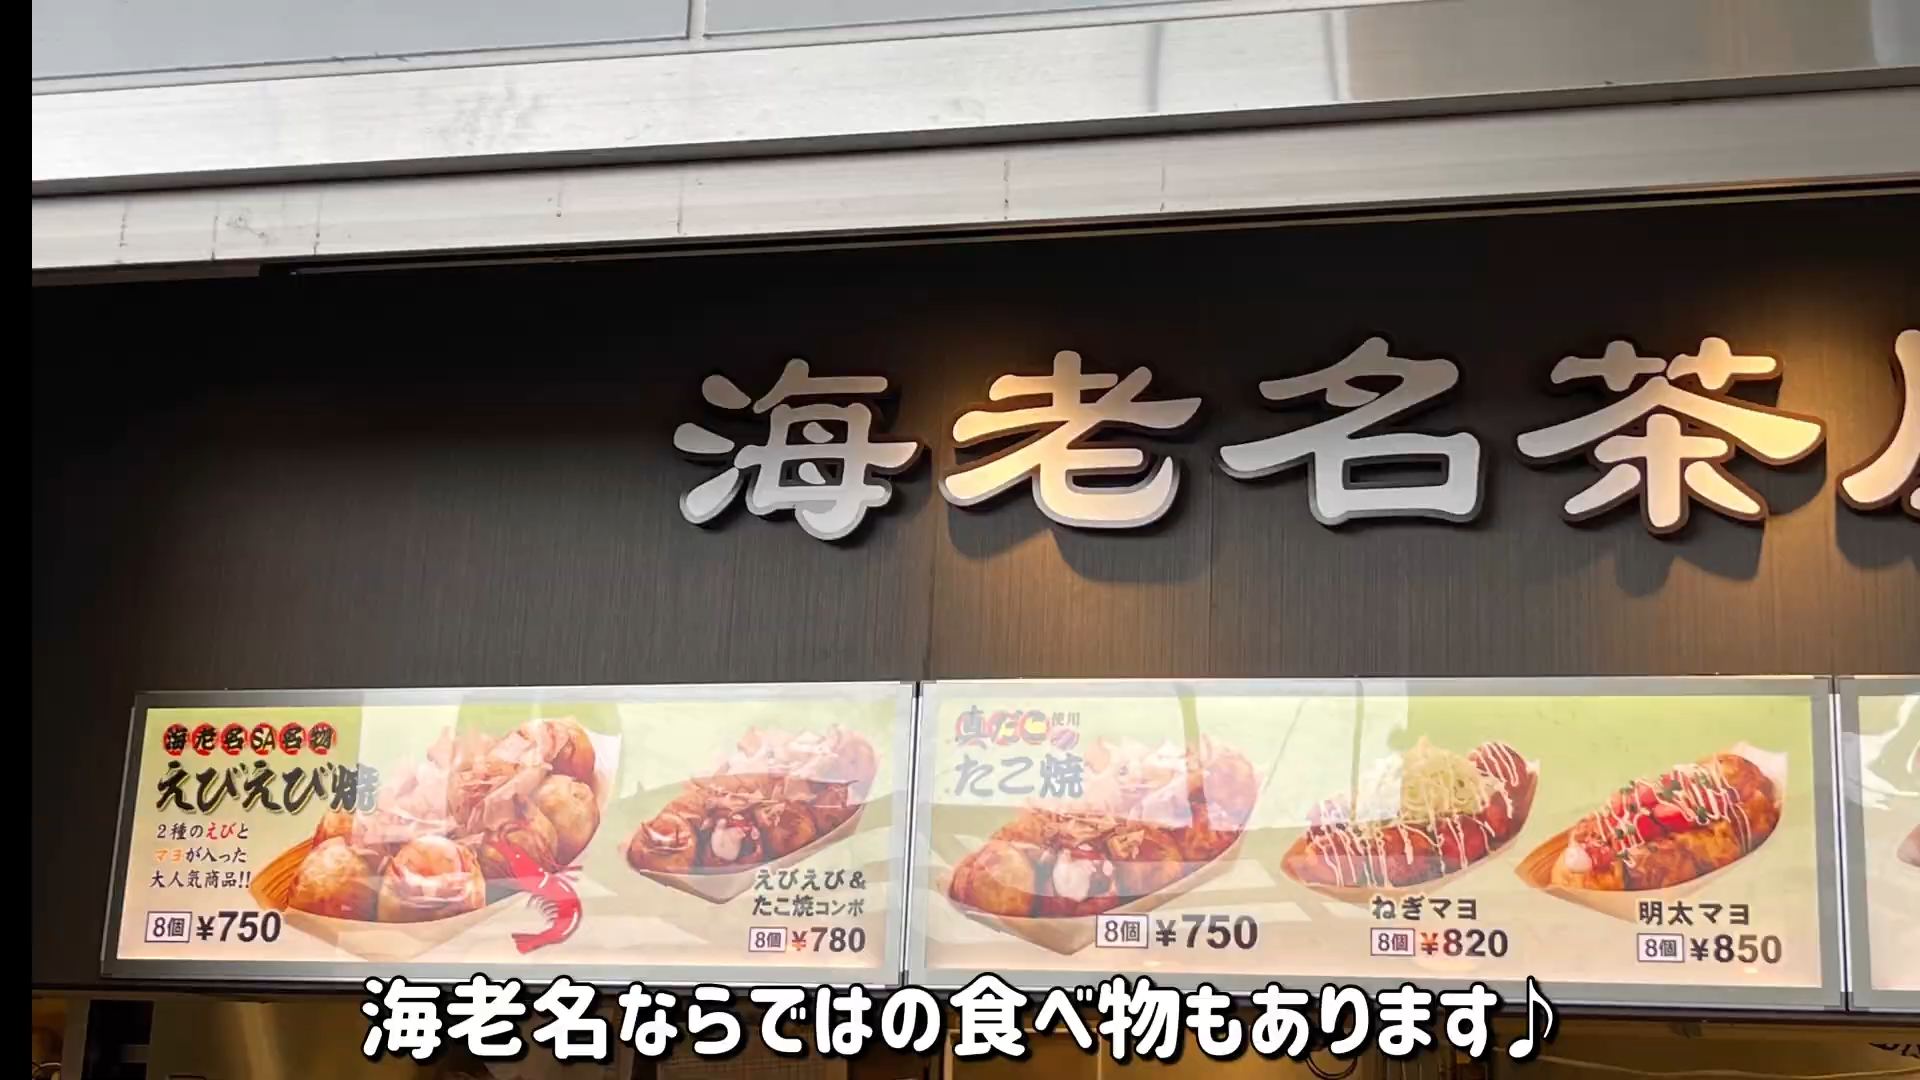 海老名茶
海老名SA名物
えびえび焼
2種のえびと
マヨが入った
大人気商品!!
8個 ¥750
えびえび&
たこ焼コンボ
8個 ¥780
真だこ使用の
たこ焼
8個 ¥750
ねぎマヨ
8個 ¥820
明太マヨ
8個 ¥850
海老名ならではの食べ物もあります♪